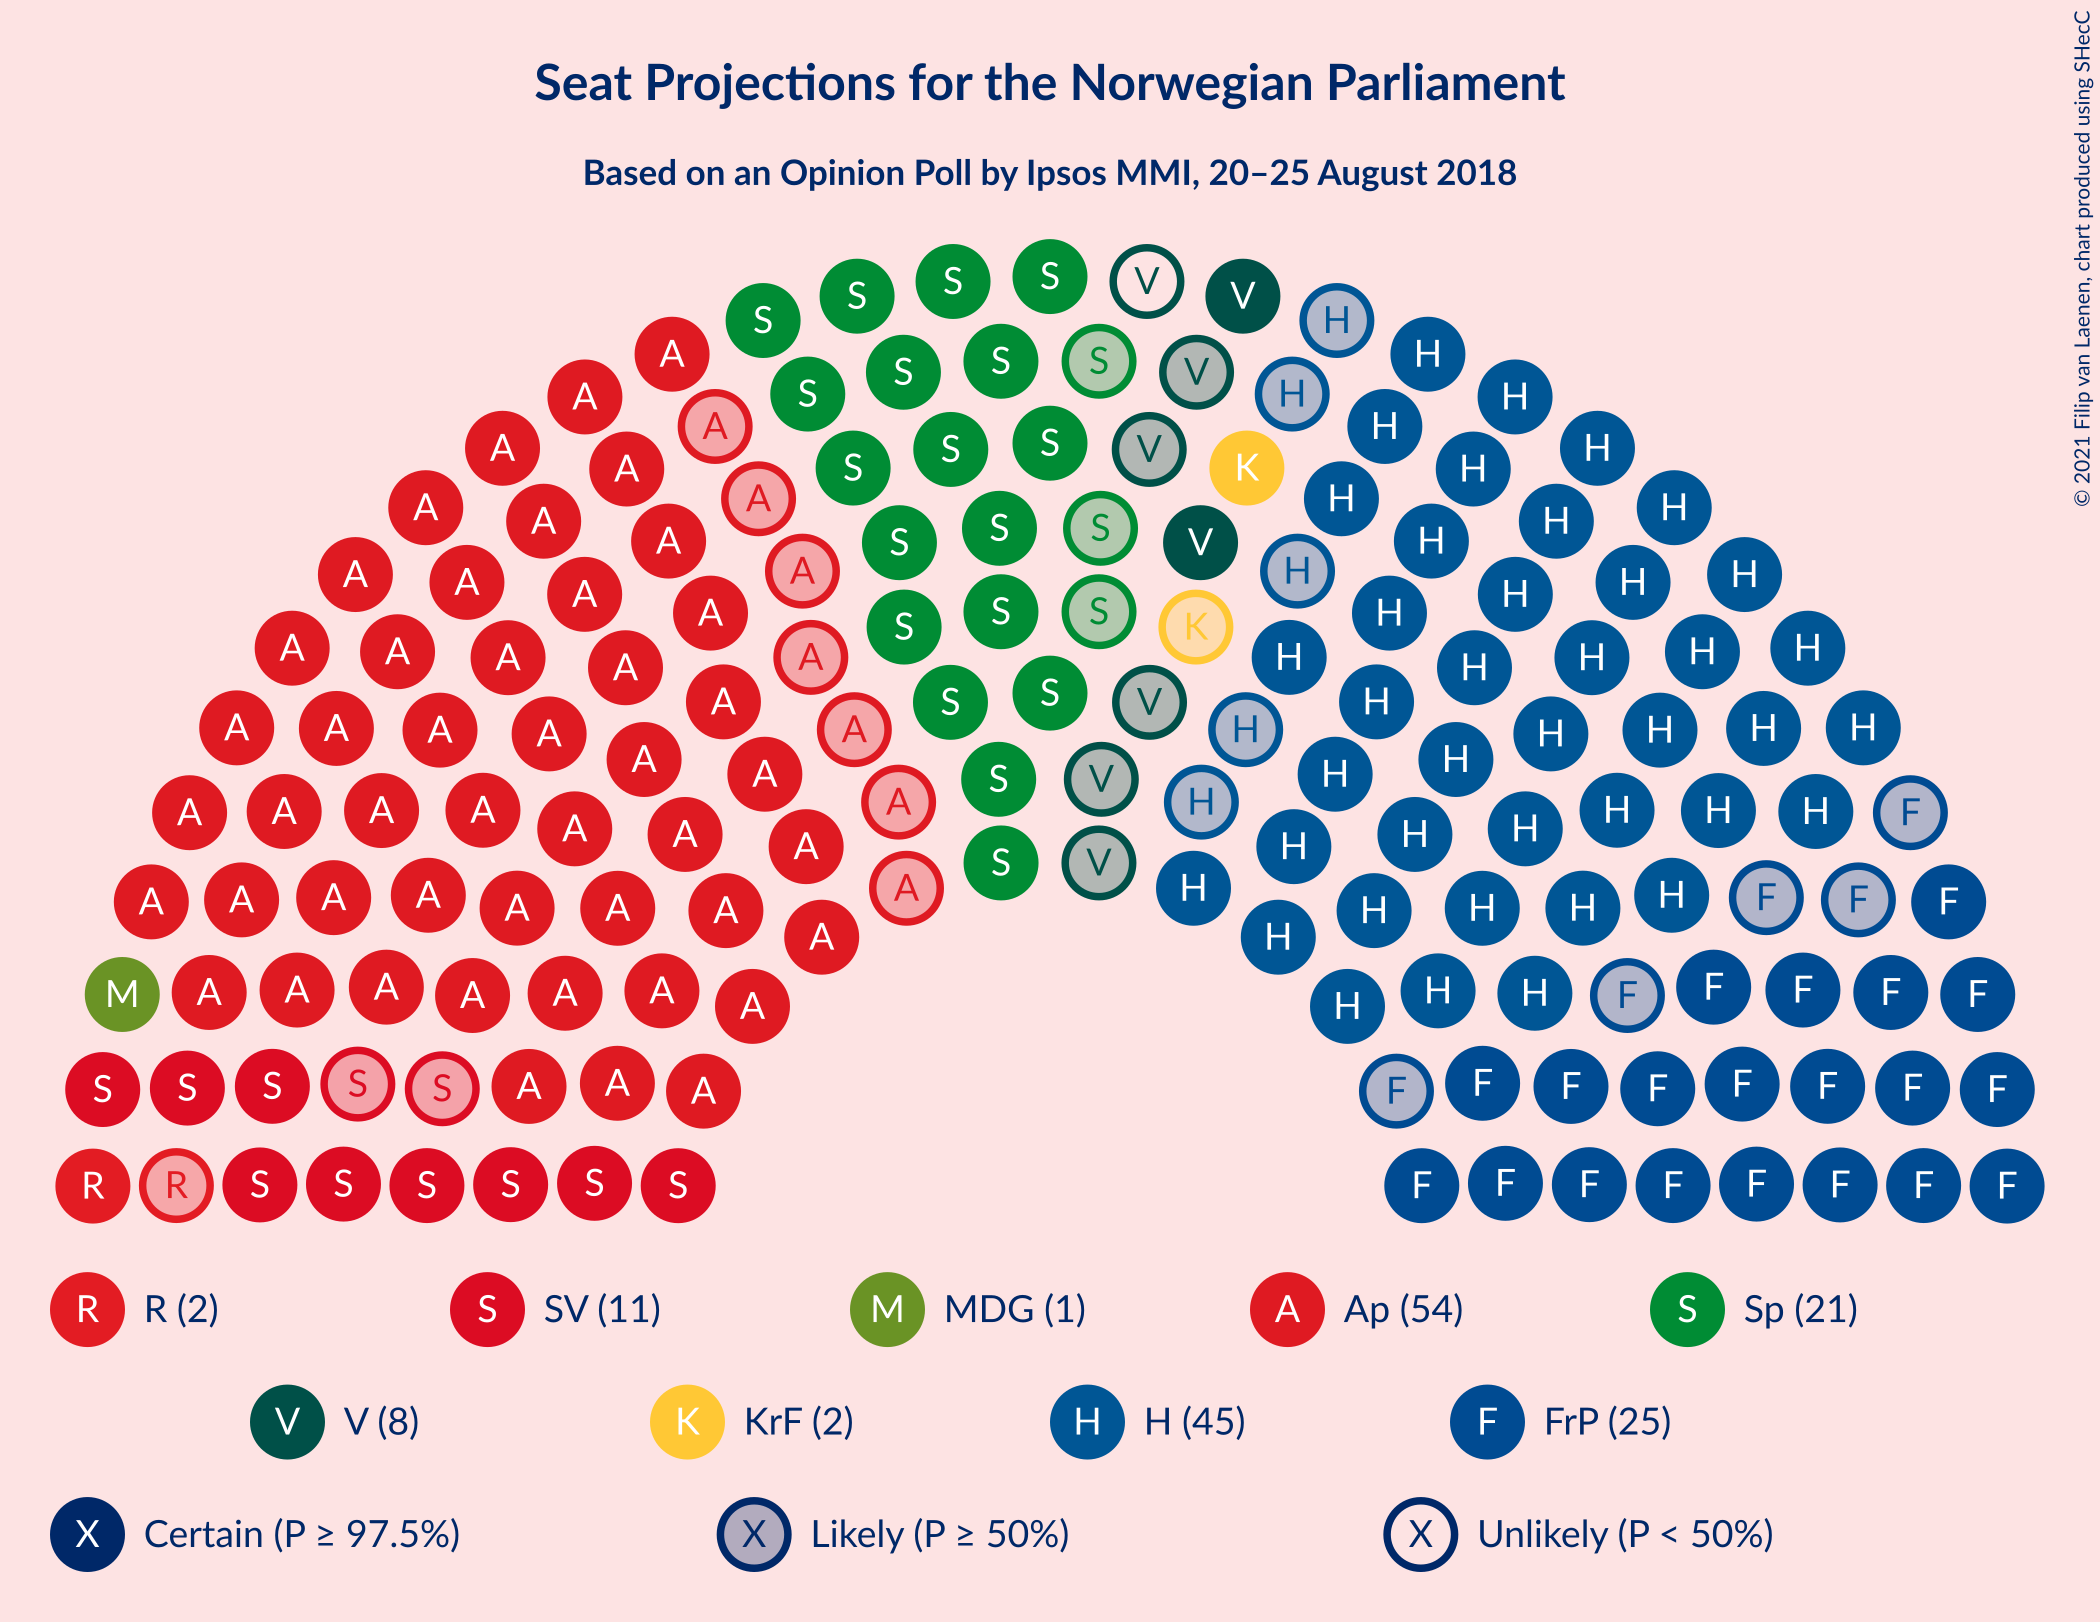 Seat Projections for the Norwegian Parliament
Based on an Opinion Poll by Ipsos MMI, 20–25 August 2018
© 2021 Filip van Laenen, chart produced using SHecC
S S S V V H
S
A H
A S S S V H H
A S A H H
A A S S V K H H
A A A S H H H
A A A S S S V H H H H
A A A A S S S K H H H H H
A A A A A S S V H H H H H H
A A A A A A A S V H H H H H H H F
A A A A A A A A A S V H H H H H H H F F F
A H
M A A A A A A A H H H F F F F F
S S S S S A A A F F F F F F F F
R R S S S S S S F F F F F F F F
R R (2) S SV (11) M MDG (1) A Ap (54) S Sp (21)
V V (8) K KrF (2) H H (45) F FrP (25)
X Certain (P ≥ 97.5%) X Likely (P ≥ 50%) X Unlikely (P < 50%)